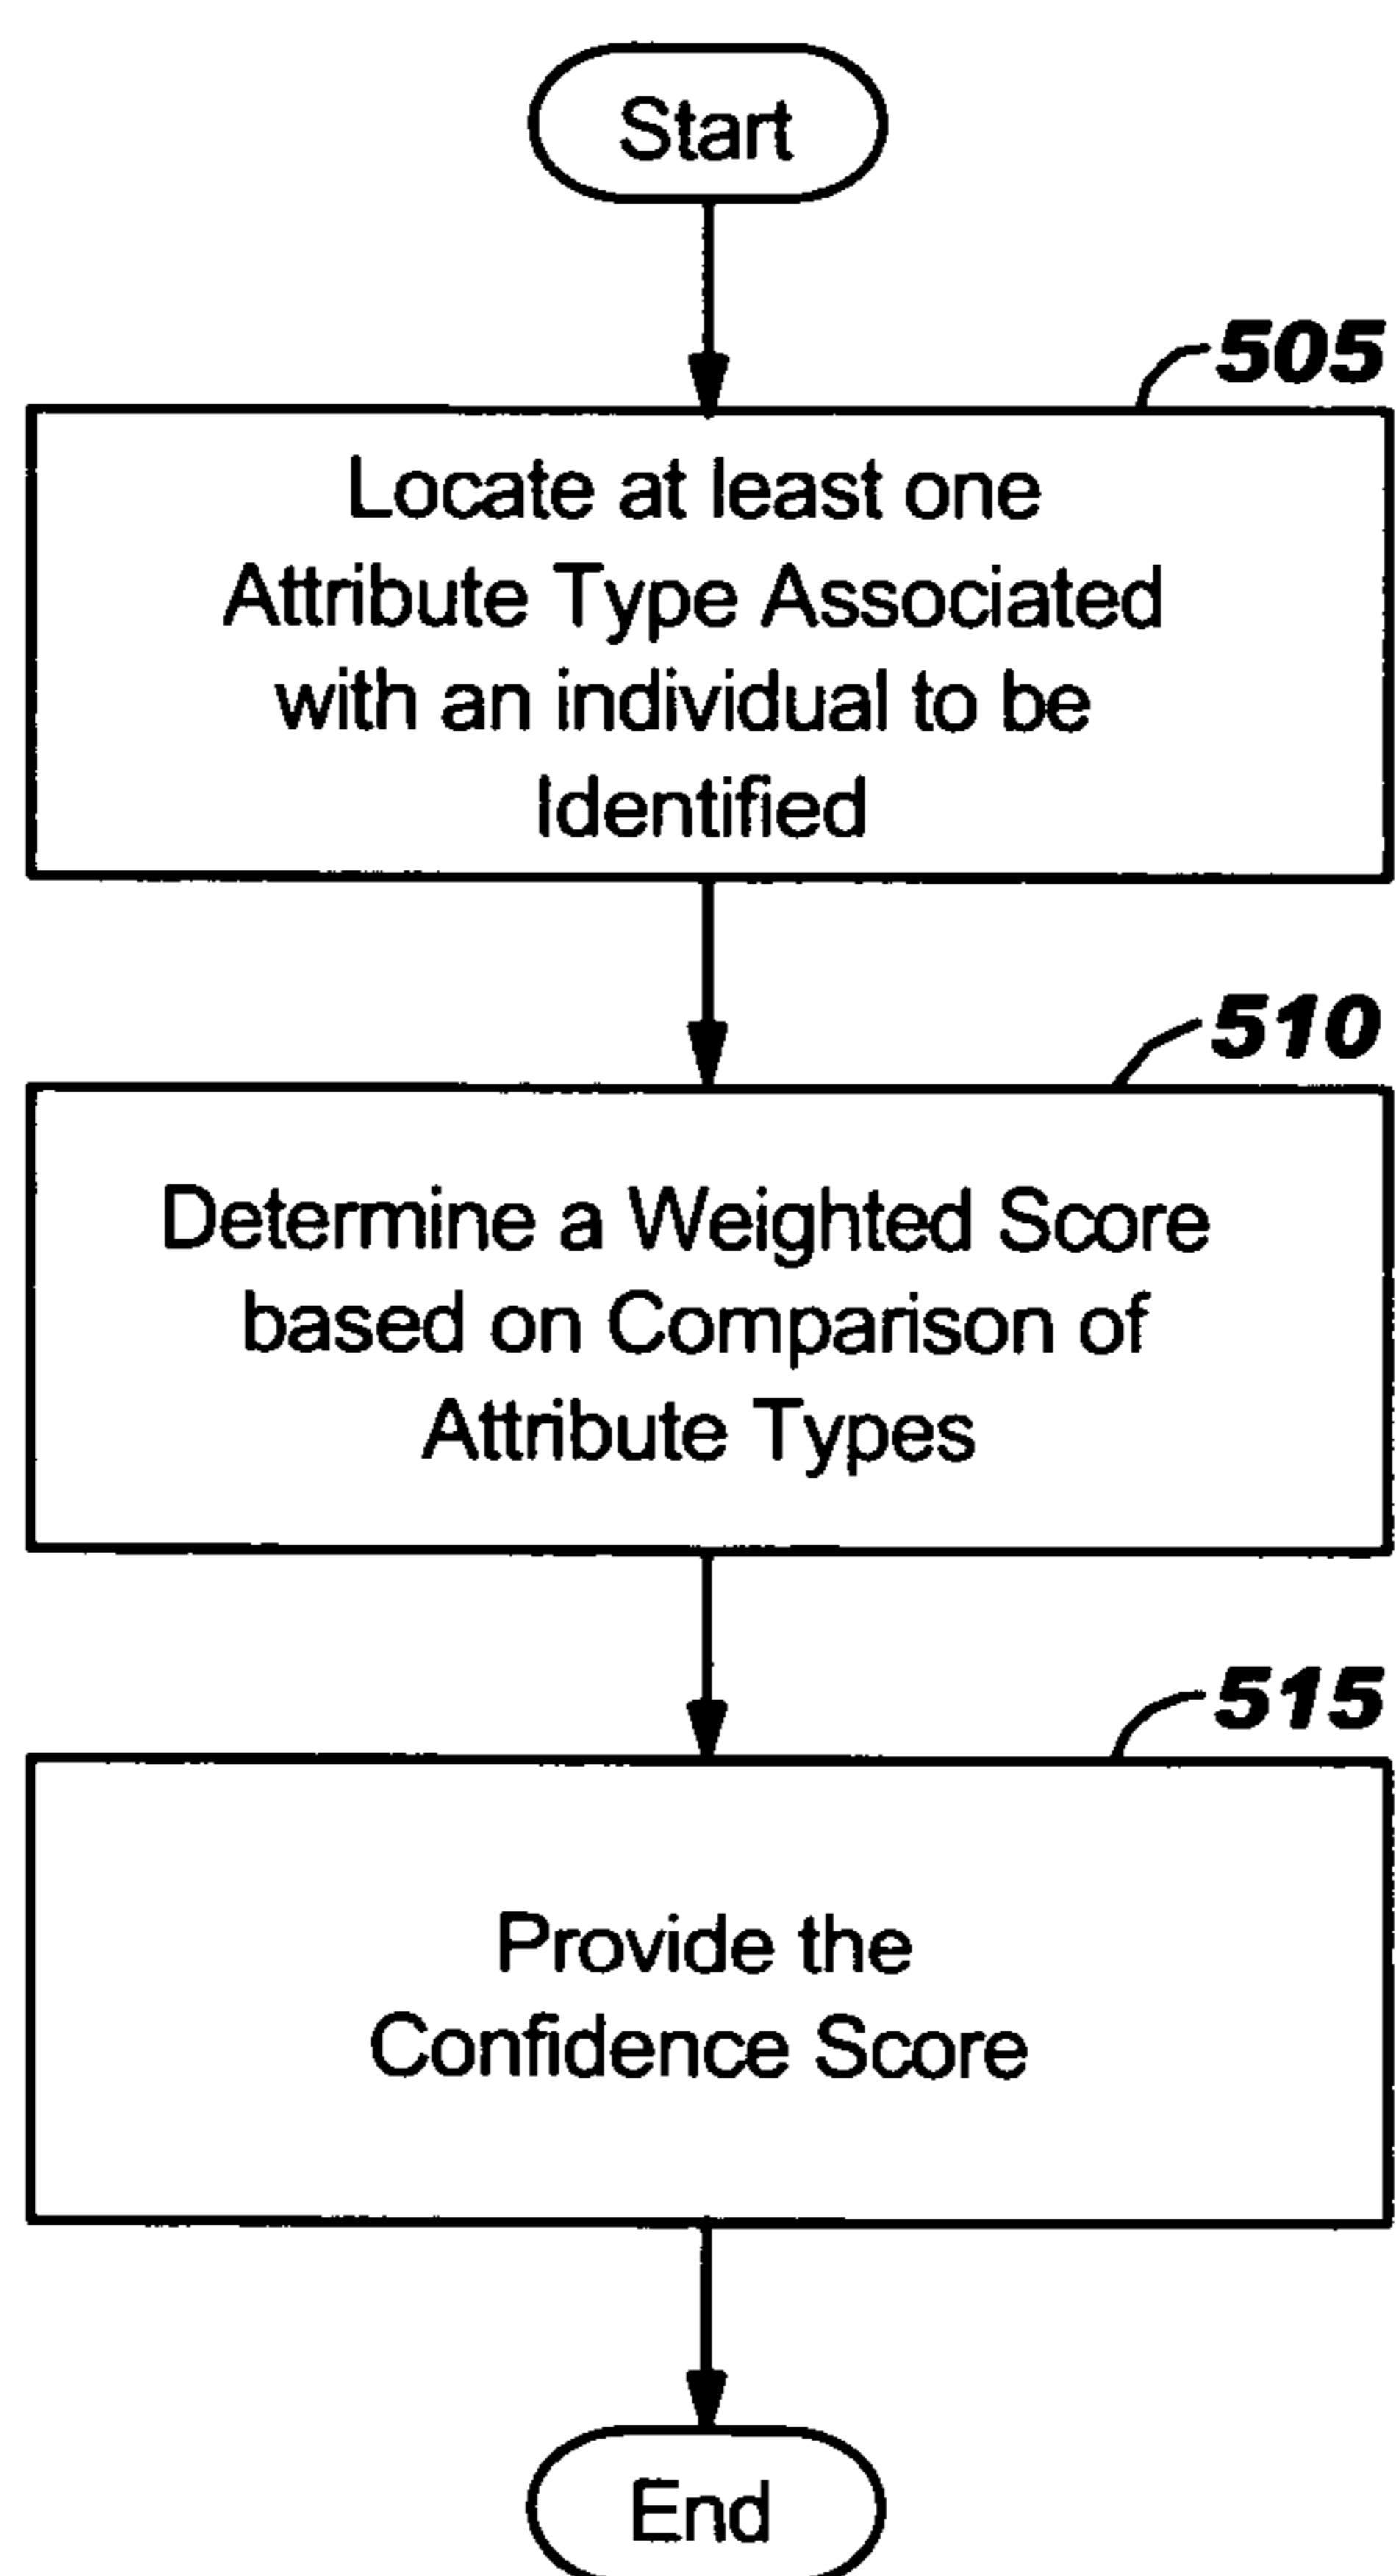 Start
505
Locate at least one
Attribute Type Associated
with an individual to be
Identified
510
Determine a Weighted Score
based on Comparison of
Attribute Types
515
Provide the
Confidence Score
End